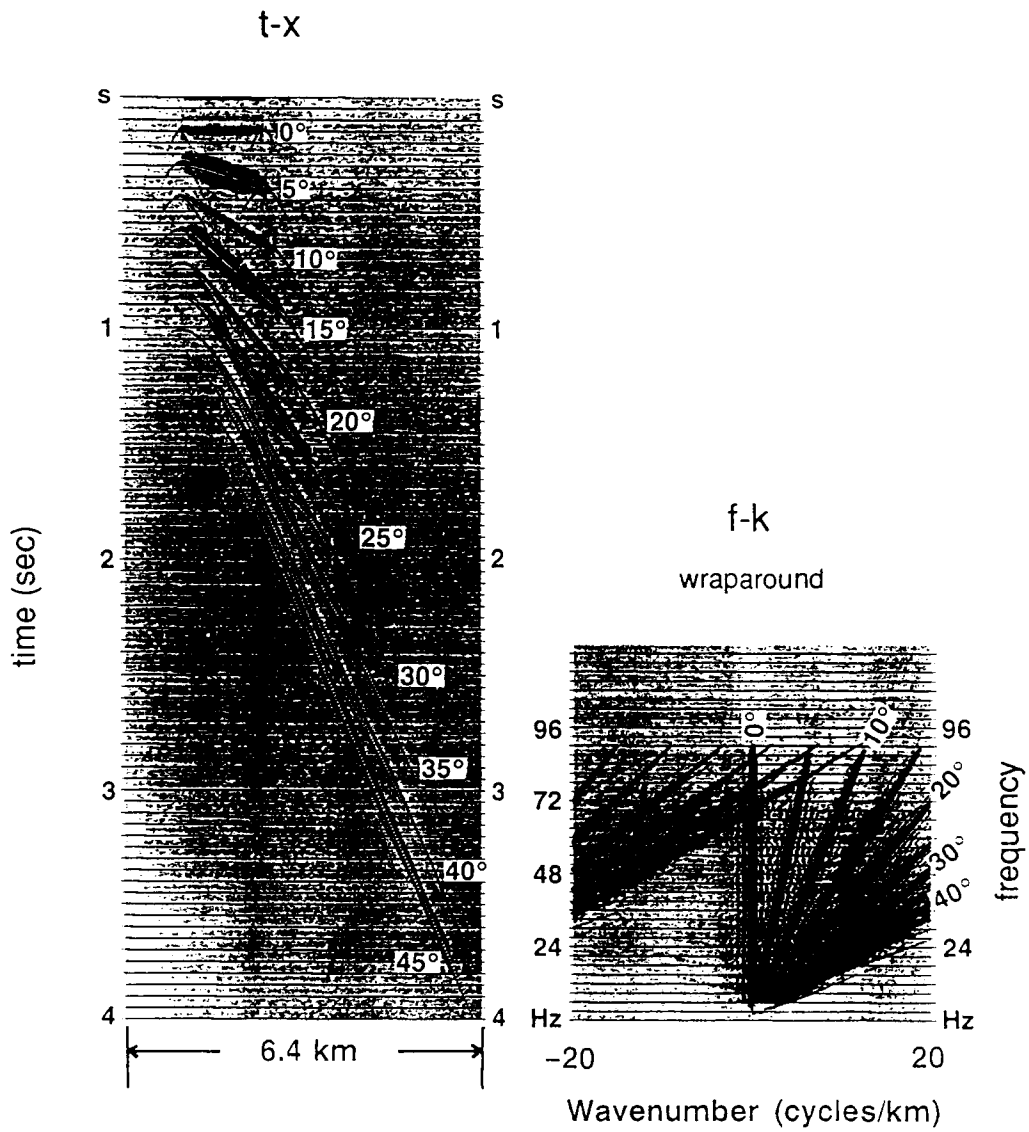 t-x
s s
0°
5°
10°
15°
1 1
20°
25°
2 2
30°
35°
3 3
40°
45°
4 4
time (sec)
6.4 km
f-k
wraparound
0° 10°
96 96
20°
72
30°
48
40°
24 24
Hz Hz
frequency
−20 20
Wavenumber (cycles/km)